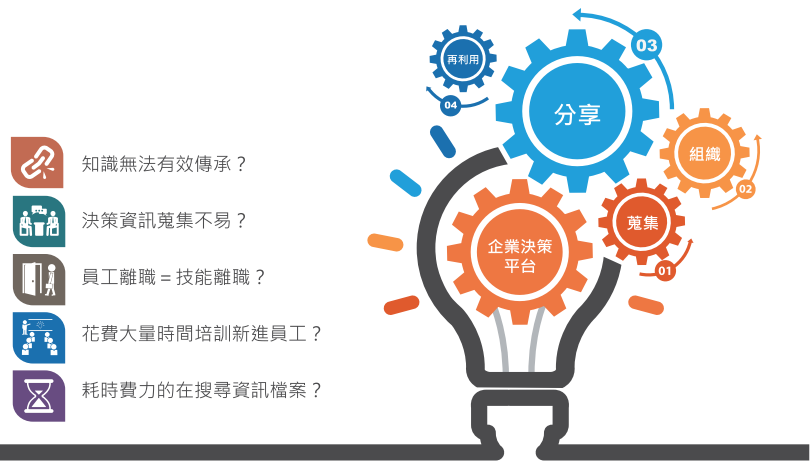 知識無法有效傳承？
決策資訊蒐集不易？
員工離職＝技能離職？
花費大量時間培訓新進員工？
耗時費力的在搜尋資訊檔案？
再利用
04
分享
03
組織
02
蒐集
01
企業決策
平台